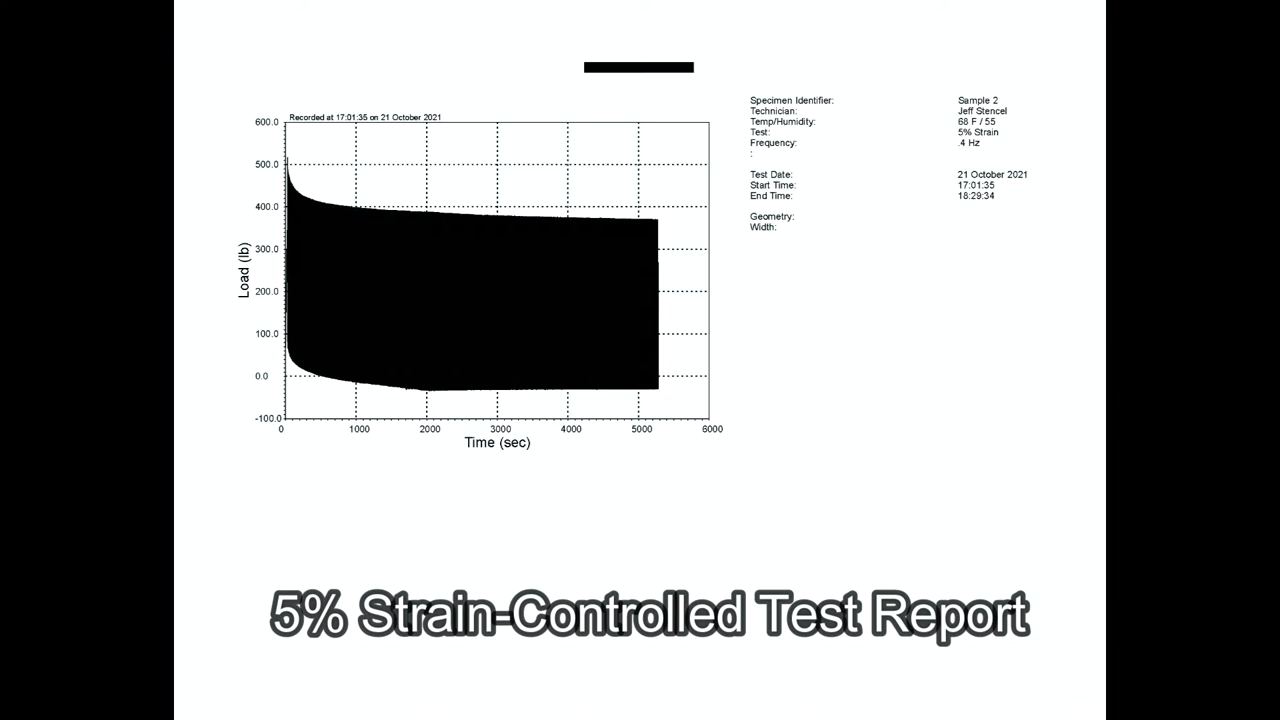 Recorded at 17:01:35 on 21 October 2021
600.0
500.0
400.0
300.0
200.0
100.0
0.0
-100.0
Load (lb)
0 1000 2000 3000 4000 5000 6000
Time (sec)
Specimen Identifier: Sample 2
Technician: Jeff Stencel
Temp/Humidity: 68 F / 55
Test: 5% Strain
Frequency: .4 Hz
:
Test Date: 21 October 2021
Start Time: 17:01:35
End Time: 18:29:34
Geometry:
Width:
5% Strain-Controlled Test Report